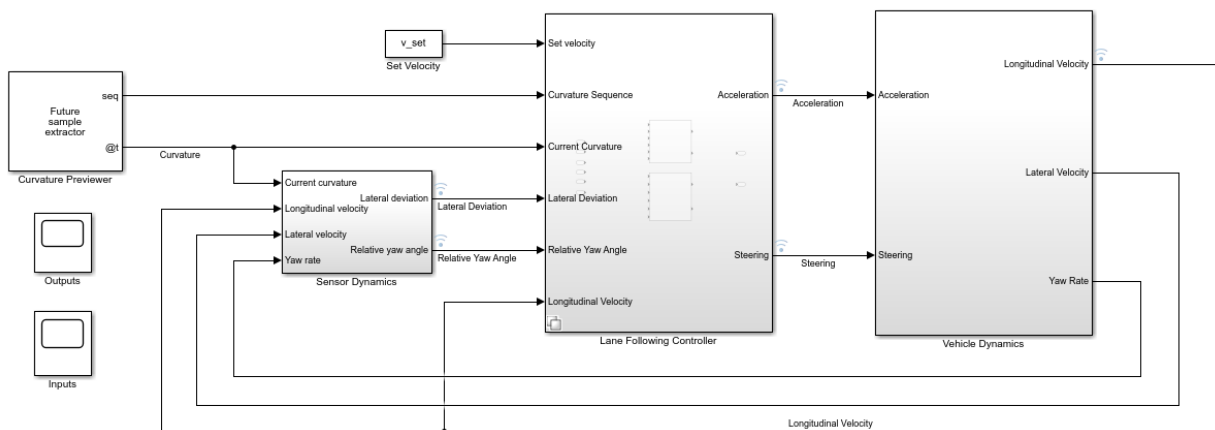 v_set
Set Velocity
Future
sample
extractor
seq
@t
Curvature Previewer
Curvature
Outputs
Inputs
Current curvature
Longitudinal velocity
Lateral velocity
Yaw rate
Lateral deviation
Relative yaw angle
Sensor Dynamics
Lateral Deviation
Relative Yaw Angle
Set velocity
Curvature Sequence
Current Curvature
Lateral Deviation
Relative Yaw Angle
Longitudinal Velocity
Acceleration
Steering
Lane Following Controller
Acceleration
Steering
Acceleration
Steering
Longitudinal Velocity
Lateral Velocity
Yaw Rate
Vehicle Dynamics
Longitudinal Velocity